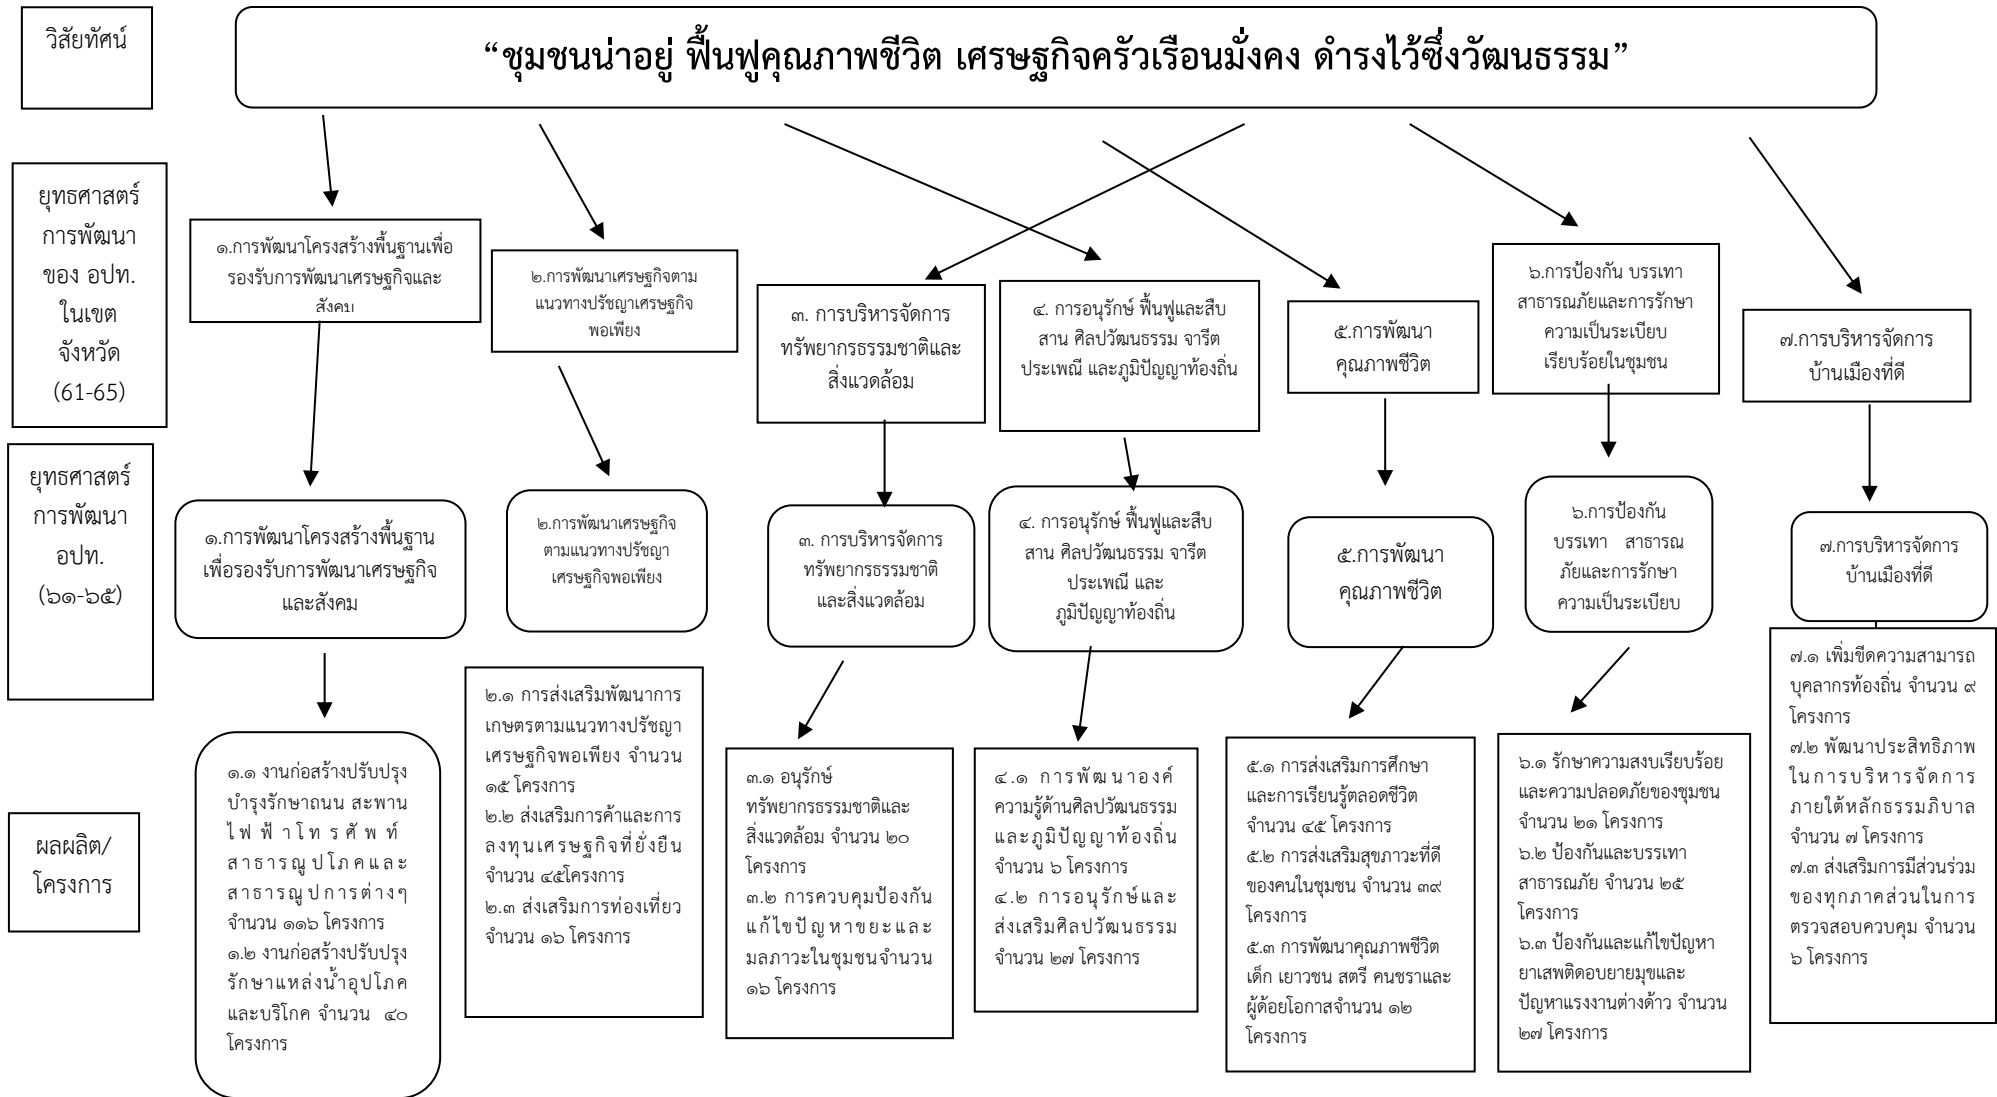 วิสัยทัศน์
“ชุมชนน่าอยู่ ฟื้นฟูคุณภาพชีวิต เศรษฐกิจครัวเรือนมั่งคง ดำรงไว้ซึ่งวัฒนธรรม”
ยุทธศาสตร์
การพัฒนา
ของ อปท.
ในเขต
จังหวัด
(61-65)
๑.การพัฒนาโครงสร้างพื้นฐานเพื่อ
รองรับการพัฒนาเศรษฐกิจและ
สังคม
๒.การพัฒนาเศรษฐกิจตาม
แนวทางปรัชญาเศรษฐกิจ
พอเพียง
๓. การบริหารจัดการ
ทรัพยากรธรรมชาติและ
สิ่งแวดล้อม
๔. การอนุรักษ์ ฟื้นฟูและสืบ
สาน ศิลปวัฒนธรรม จารีต
ประเพณี และภูมิปัญญาท้องถิ่น
๕.การพัฒนา
คุณภาพชีวิต
๖.การป้องกัน บรรเทา
สาธารณภัยและการรักษา
ความเป็นระเบียบ
เรียบร้อยในชุมชน
๗.การบริหารจัดการ
บ้านเมืองที่ดี
ยุทธศาสตร์
การพัฒนา
อปท.
(๖๑-๖๕)
๑.การพัฒนาโครงสร้างพื้นฐาน
เพื่อรองรับการพัฒนาเศรษฐกิจ
และสังคม
๒.การพัฒนาเศรษฐกิจ
ตามแนวทางปรัชญา
เศรษฐกิจพอเพียง
๓. การบริหารจัดการ
ทรัพยากรธรรมชาติ
และสิ่งแวดล้อม
๔. การอนุรักษ์ ฟื้นฟูและสืบ
สาน ศิลปวัฒนธรรม จารีต
ประเพณี และ
ภูมิปัญญาท้องถิ่น
๕.การพัฒนา
คุณภาพชีวิต
๖.การป้องกัน
บรรเทา สาธารณ
ภัยและการรักษา
ความเป็นระเบียบ
๗.การบริหารจัดการ
บ้านเมืองที่ดี
ผลผลิต/
โครงการ
๑.๑ งานก่อสร้างปรับปรุง
บำรุงรักษาถนน สะพาน
ไฟฟ้าโทรศัพท์
สาธารณูปโภคและ
สาธารณูปการต่างๆ
จำนวน ๑๑๖ โครงการ
๑.๒ งานก่อสร้างปรับปรุง
รักษาแหล่งน้ำอุปโภค
และบริโภค จำนวน ๔๐
โครงการ
๒.๑ การส่งเสริมพัฒนาการ
เกษตรตามแนวทางปรัชญา
เศรษฐกิจพอเพียง จำนวน
๑๕ โครงการ
๒.๒ ส่งเสริมการค้าและการ
ลงทุนเศรษฐกิจที่ยั่งยืน
จำนวน ๔๕โครงการ
๒.๓ ส่งเสริมการท่องเที่ยว
จำนวน ๑๖ โครงการ
๓.๑ อนุรักษ์
ทรัพยากรธรรมชาติและ
สิ่งแวดล้อม จำนวน ๒๐
โครงการ
๓.๒ การควบคุมป้องกัน
แก้ไขปัญหาขยะและ
มลภาวะในชุมชนจำนวน
๑๖ โครงการ
๔.๑ การพัฒนาองค์
ความรู้ด้านศิลปวัฒนธรรม
และภูมิปัญญาท้องถิ่น
จำนวน ๖ โครงการ
๔.๒ การอนุรักษ์และ
ส่งเสริมศิลปวัฒนธรรม
จำนวน ๒๗ โครงการ
๕.๑ การส่งเสริมการศึกษา
และการเรียนรู้ตลอดชีวิต
จำนวน ๔๕ โครงการ
๕.๒ การส่งเสริมสุขภาวะที่ดี
ของคนในชุมชน จำนวน ๓๙
โครงการ
๕.๓ การพัฒนาคุณภาพชีวิต
เด็ก เยาวชน สตรี คนชราและ
ผู้ด้อยโอกาสจำนวน ๑๒
โครงการ
๖.๑ รักษาความสงบเรียบร้อย
และความปลอดภัยของชุมชน
จำนวน ๒๑ โครงการ
๖.๒ ป้องกันและบรรเทา
สาธารณภัย จำนวน ๒๕
โครงการ
๖.๓ ป้องกันและแก้ไขปัญหา
ยาเสพติดอบยายมุขและ
ปัญหาแรงงานต่างด้าว จำนวน
๒๗ โครงการ
๗.๑ เพิ่มขีดความสามารถ
บุคลากรท้องถิ่น จำนวน ๙
โครงการ
๗.๒ พัฒนาประสิทธิภาพ
ในการบริหารจัดการ
ภายใต้หลักธรรมภิบาล
จำนวน ๗ โครงการ
๗.๓ ส่งเสริมการมีส่วนร่วม
ของทุกภาคส่วนในการ
ตรวจสอบควบคุม จำนวน
๖ โครงการ